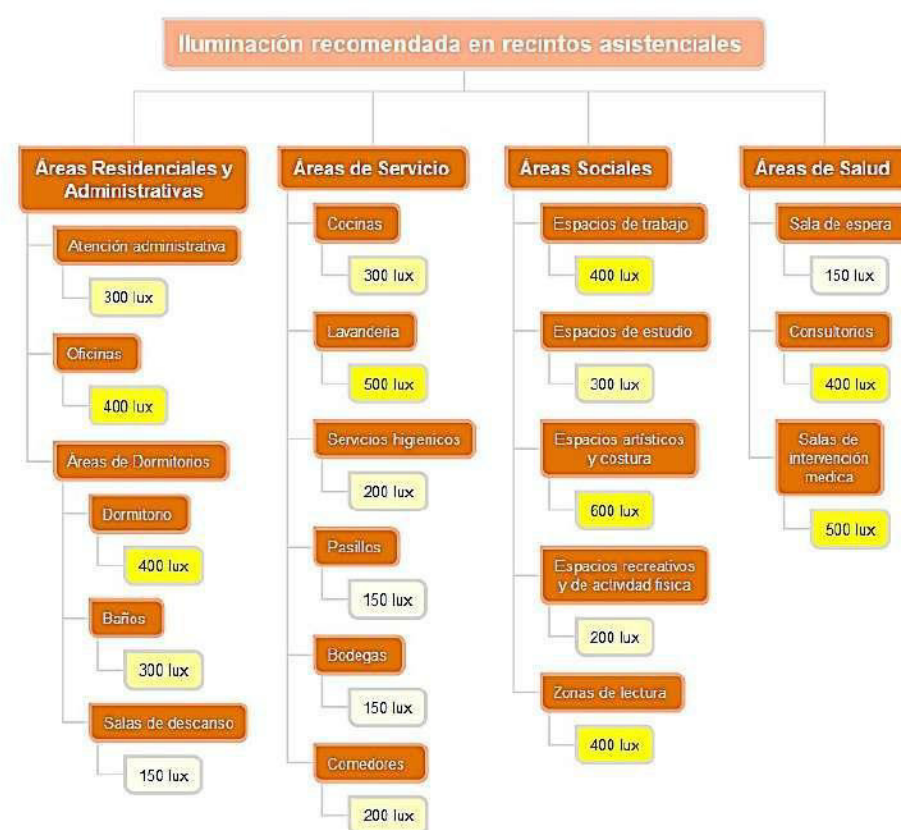 Iluminación recomendada en recintos asistenciales
Áreas Residenciales y
Administrativas
Atención administrativa
300 lux
Oficinas
400 lux
Áreas de Dormitorios
Dormitorio
400 lux
Baños
300 lux
Salas de descanso
150 lux
Áreas de Servicio
Cocinas
300 lux
Lavanderia
500 lux
Servicios higienicos
200 lux
Pasillos
150 lux
Bodegas
150 lux
Comedores
200 lux
Áreas Sociales
Espacios de trabajo
400 lux
Espacios de estudio
300 lux
Espacios artísticos
y costura
600 lux
Espacios recreativos
y de actividad fisica
200 lux
Zonas de lectura
400 lux
Áreas de Salud
Sala de espera
150 lux
Consultorios
400 lux
Salas de
intervención
medica
500 lux